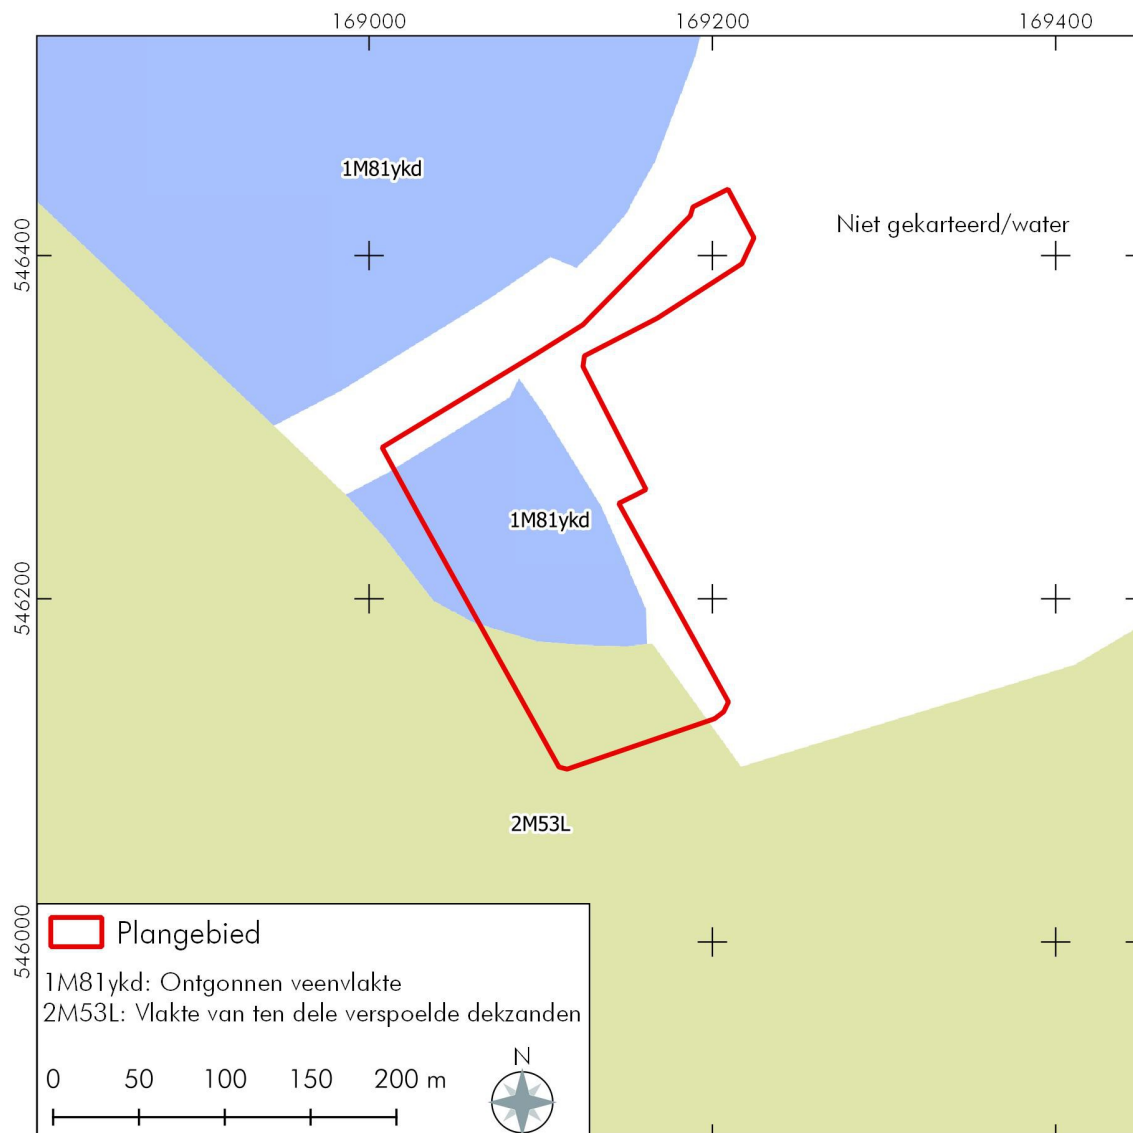 169000
169200
169400
1M81ykd
Niet gekarteerd/water
546400
1M81ykd
546200
2M53L
546000
Plangebied
1M81ykd: Ontgonnen veenvlakte
2M53L: Vlakte van ten dele verspoelde dekzanden
N
0 50 100 150 200 m